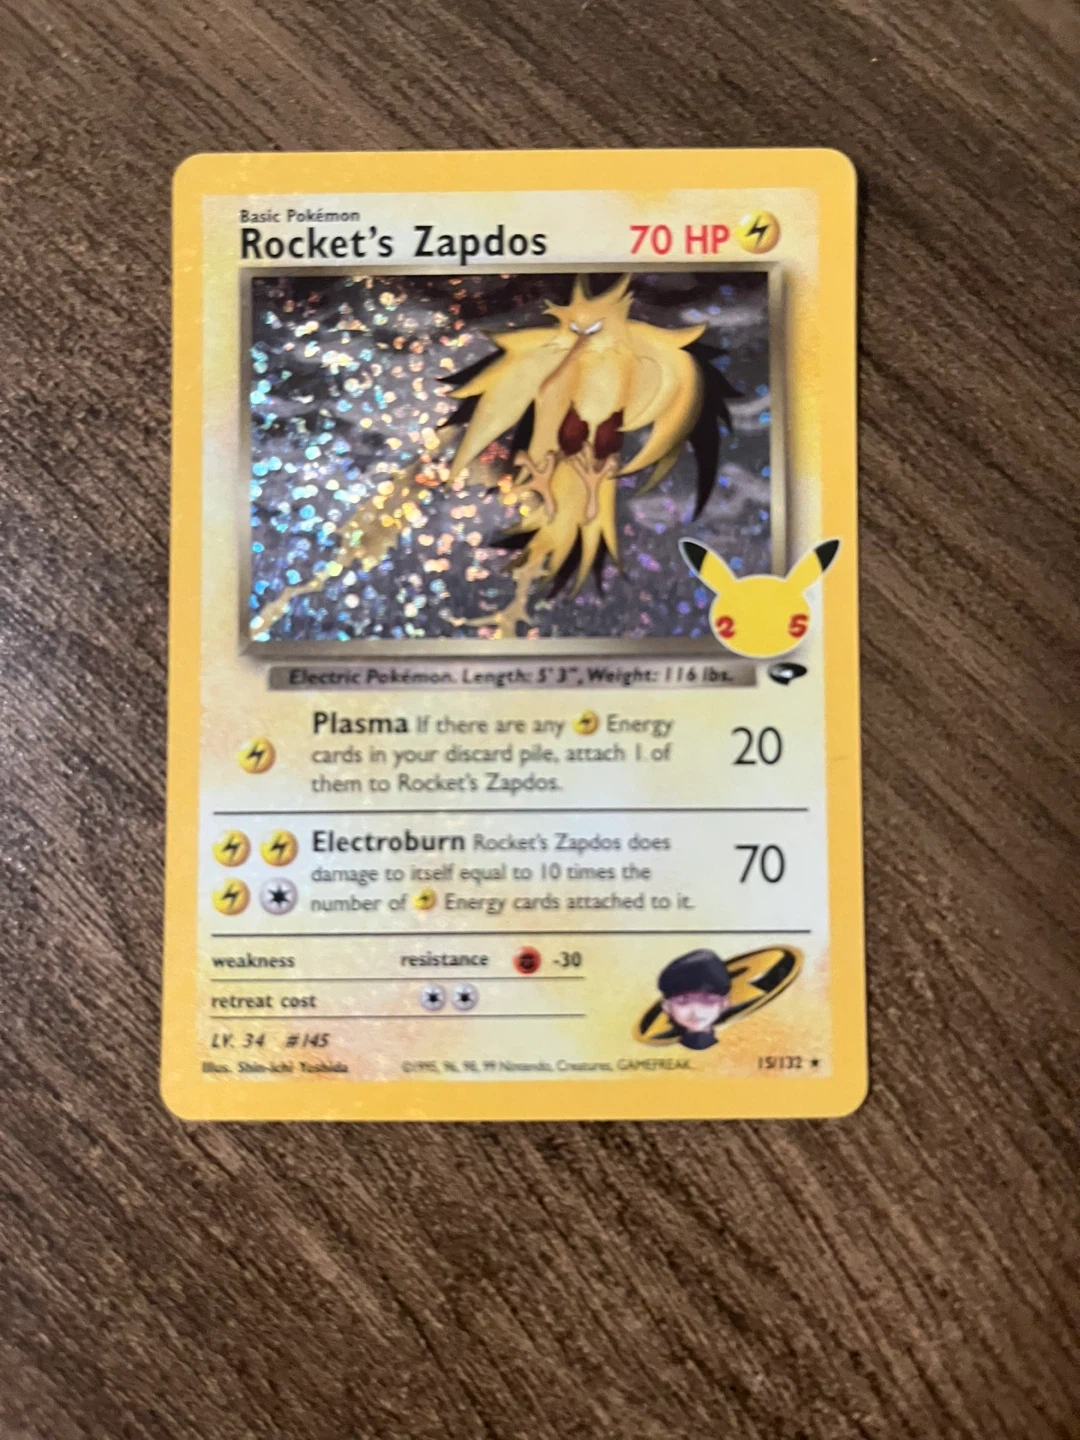 Basic Pokémon
Rocket's Zapdos 70 HP
25
Electric Pokémon. Length: 5' 3", Weight: 116 lbs.
Plasma If there are any Energy
cards in your discard pile, attach 1 of
them to Rocket's Zapdos.
20
Electroburn Rocket's Zapdos does
damage to itself equal to 10 times the
number of Energy cards attached to it.
70
weakness resistance -30
retreat cost
LV. 34 #145
Illus. Shin-ichi Yoshida ©1995, 96, 98, 99 Nintendo, Creatures, GAMEFREAK. 15/132 ★